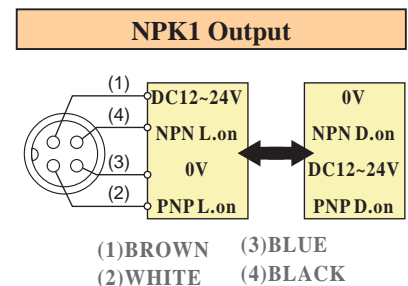 NPK1 Output
(1)
DC12~24V
(4)
NPN L.on
(3)
0V
(2)
PNP L.on
0V
NPN D.on
DC12~24V
PNP D.on
(1)BROWN (3)BLUE
(2)WHITE (4)BLACK